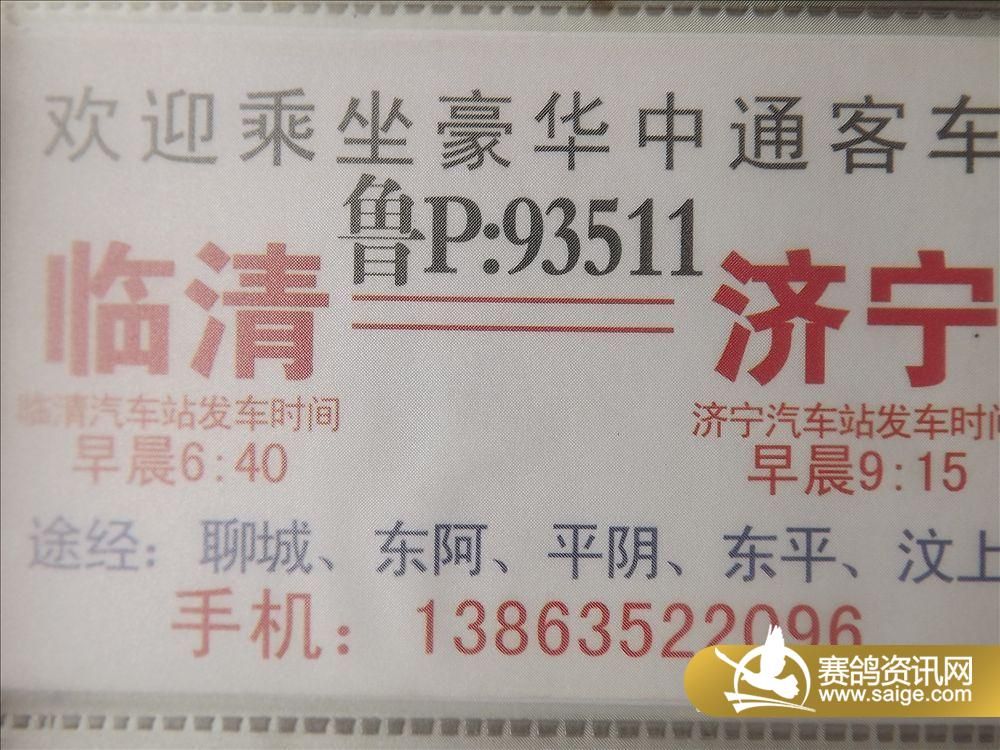 欢迎乘坐豪华中通客车
鲁P:93511
临清 济宁
临清汽车站发车时间 济宁汽车站发车时间
早晨6:40 早晨9:15
途经：聊城、东阿、平阴、东平、汶上
手机：13863522096
赛鸽资讯网
www.saige.com